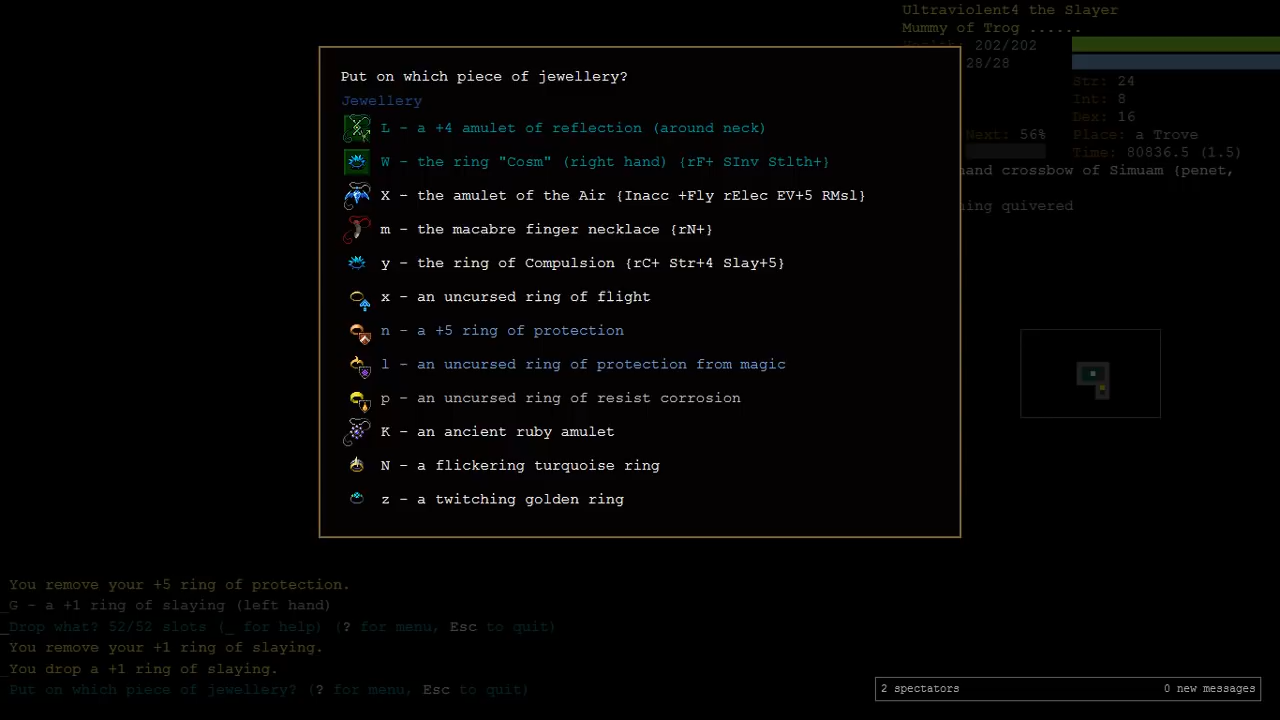 Ultraviolent4 the Slayer
Mummy of Trog ......
202/202
28/28
Str: 24
Int: 8
Dex: 16
Next: 56% Place: a Trove
Time: 80836.5 (1.5)
hand crossbow of Simuam {penet,
ing quivered
Put on which piece of jewellery?
Jewellery
L - a +4 amulet of reflection (around neck)
W - the ring "Cosm" (right hand) {rF+ SInv Stlth+}
X - the amulet of the Air {Inacc +Fly rElec EV+5 RMsl}
m - the macabre finger necklace {rN+}
y - the ring of Compulsion {rC+ Str+4 Slay+5}
x - an uncursed ring of flight
n - a +5 ring of protection
l - an uncursed ring of protection from magic
p - an uncursed ring of resist corrosion
K - an ancient ruby amulet
N - a flickering turquoise ring
z - a twitching golden ring
You remove your +5 ring of protection.
_G - a +1 ring of slaying (left hand)
_Drop what? 52/52 slots (_ for help) (? for menu, Esc to quit)
You remove your +1 ring of slaying.
_You drop a +1 ring of slaying.
Put on which piece of jewellery? (? for menu, Esc to quit)
2 spectators 0 new messages